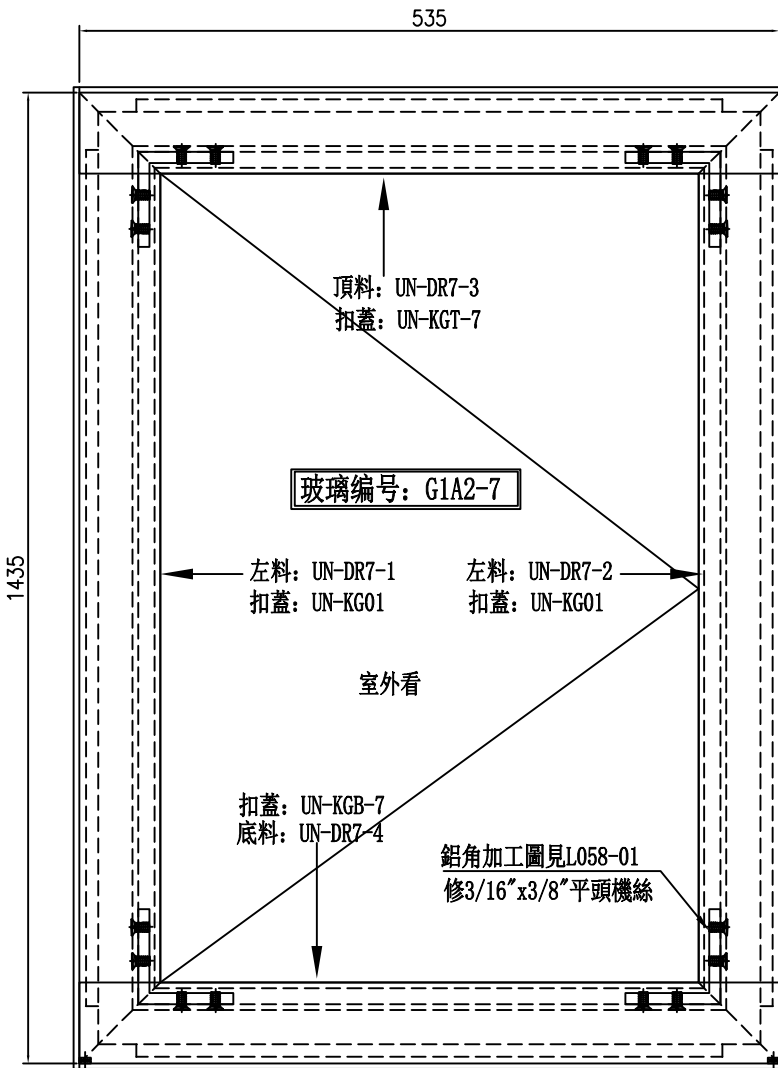 535
頂料：UN-DR7-3
扣蓋：UN-KGT-7
玻璃编号：G1A2-7
1435
左料：UN-DR7-1
扣蓋：UN-KG01
左料：UN-DR7-2
扣蓋：UN-KG01
室外看
扣蓋：UN-KGB-7
底料：UN-DR7-4
鋁角加工圖見L058-01
修3/16"x3/8"平頭機絲